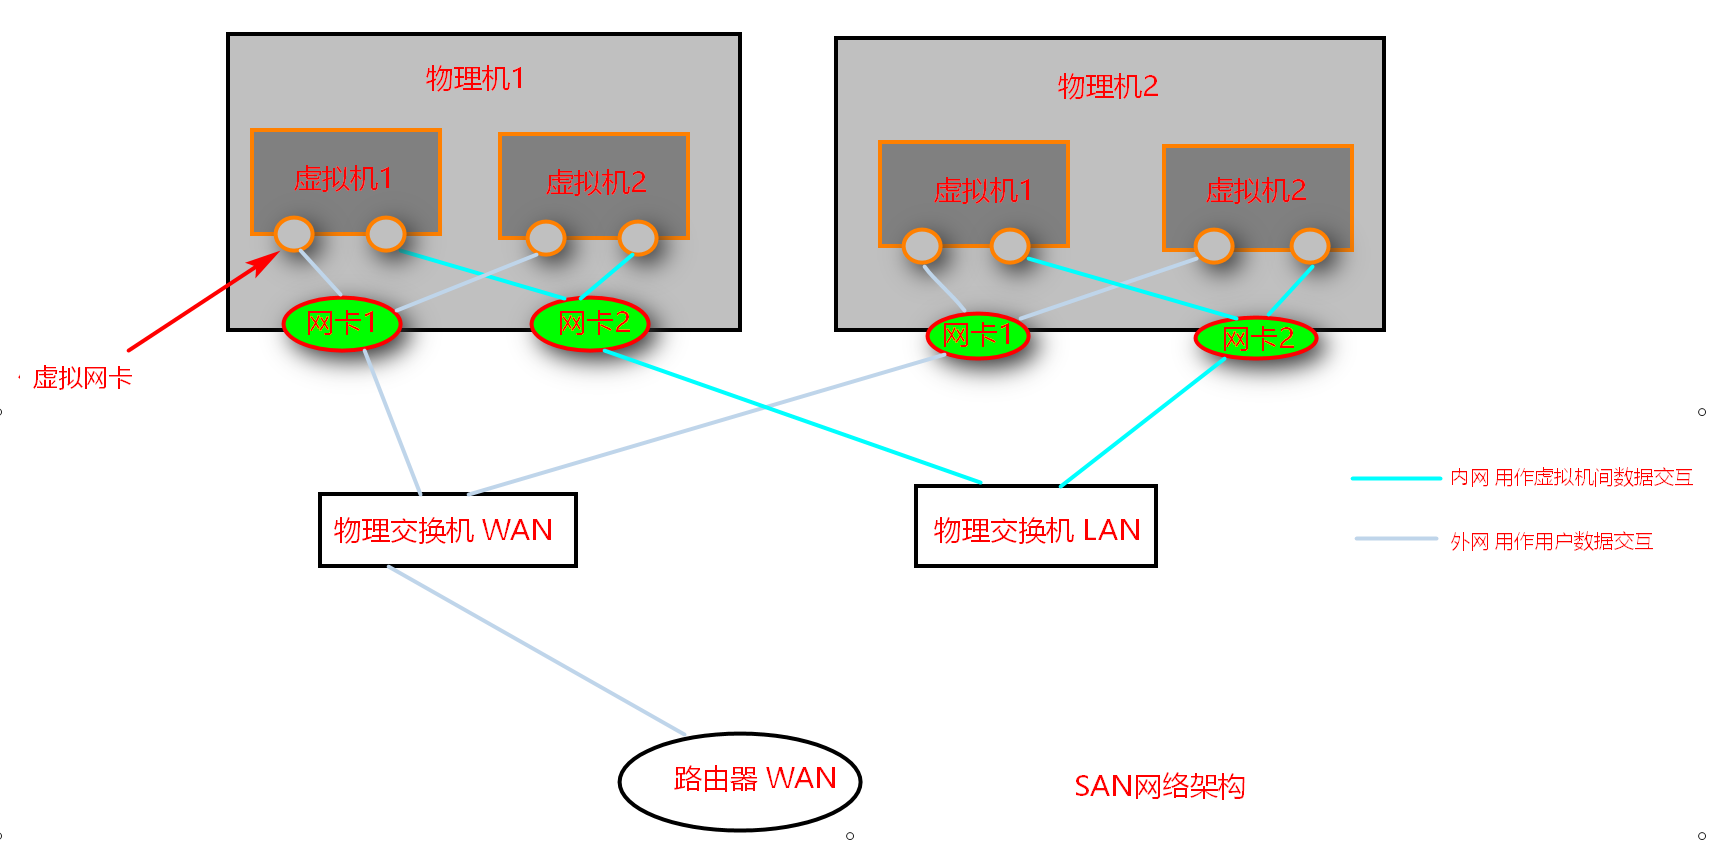 物理机1
物理机2
虚拟机1
虚拟机2
虚拟机1
虚拟机2
网卡1
网卡2
网卡1
网卡2
虚拟网卡
内网 用作虚拟机间数据交互
物理交换机 WAN
物理交换机 LAN
外网 用作用户数据交互
路由器 WAN
SAN网络架构